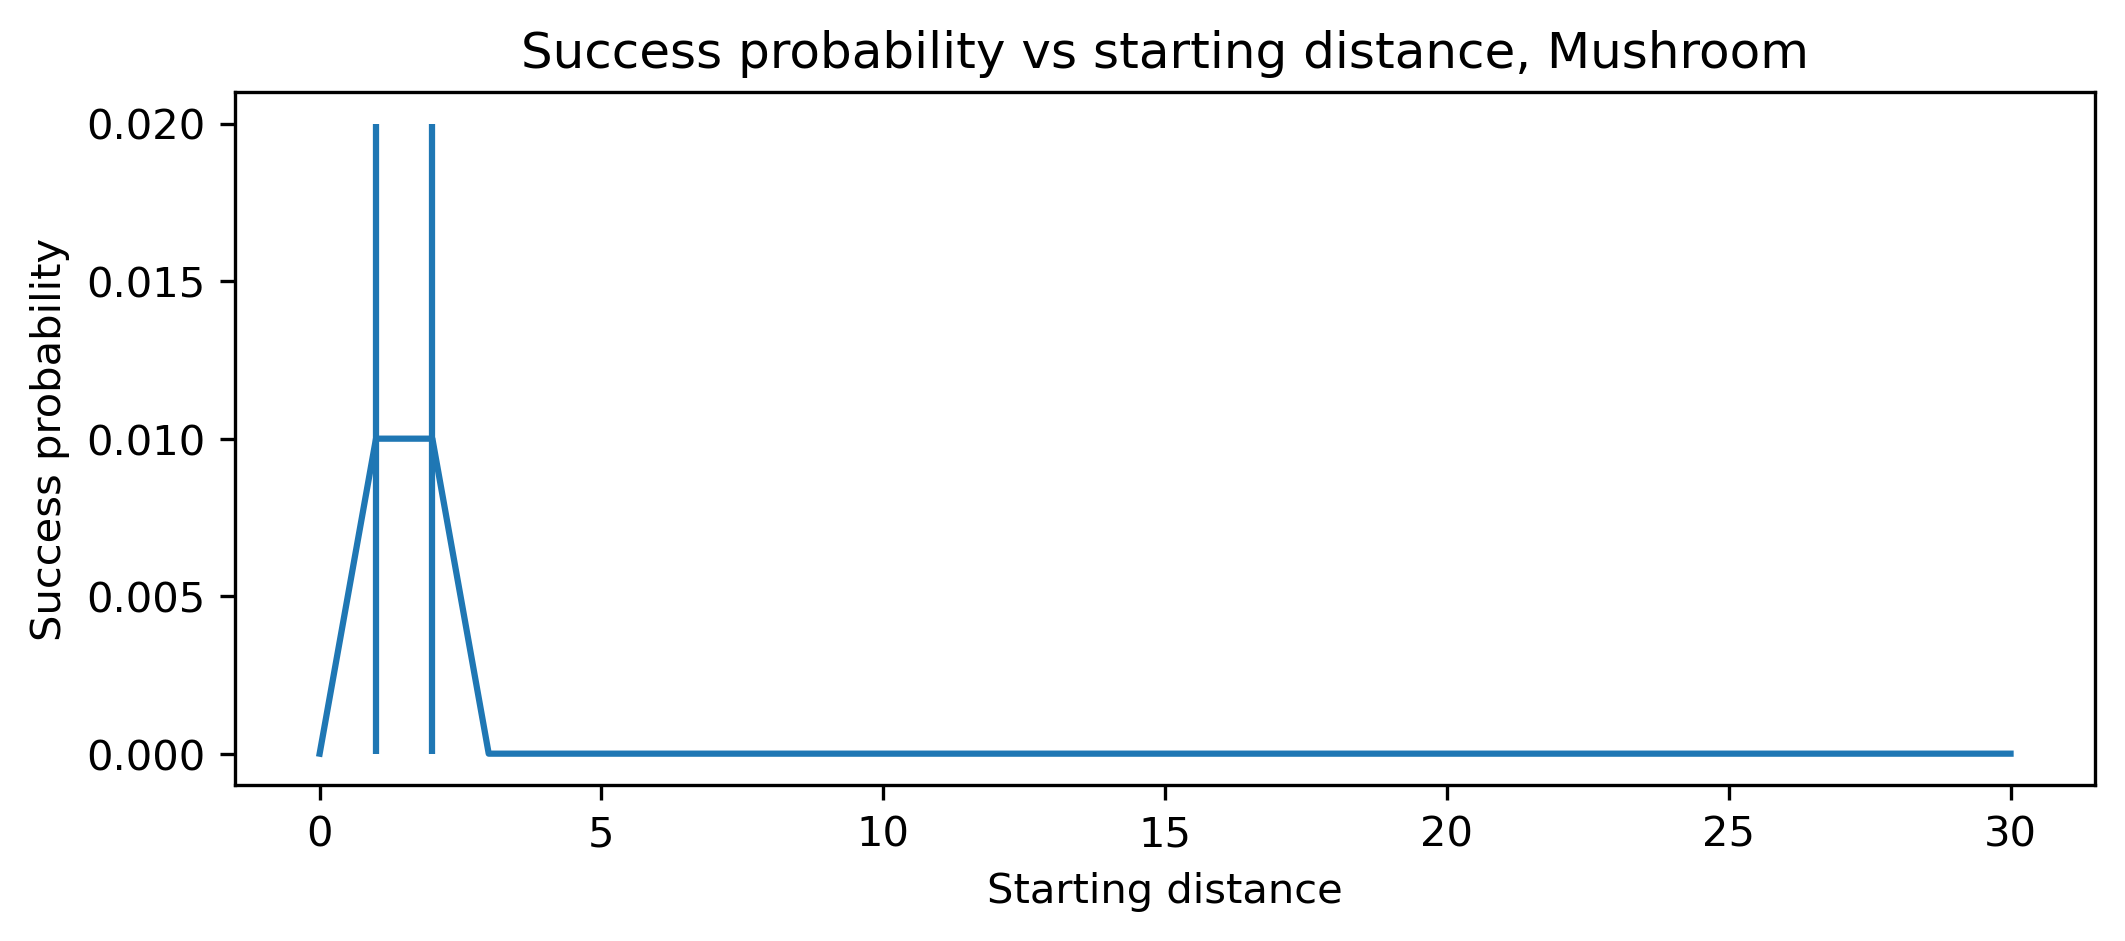 Success probability vs starting distance, Mushroom
0.020
0.015
0.010
0.005
0.000
Success probability
0 5 10 15 20 25 30
Starting distance